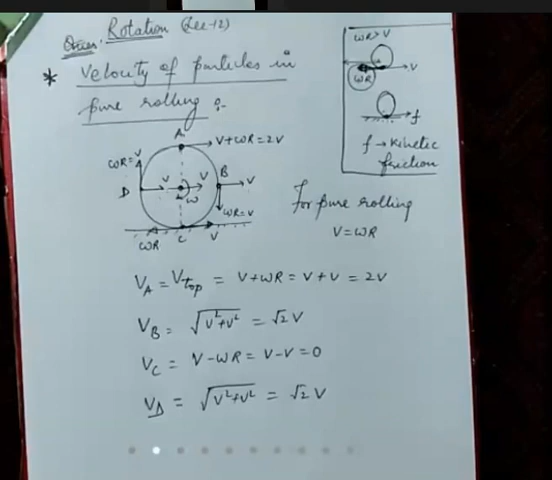 Rotation (Lec-12)
* Velocity of particles in
pure rolling :-
A
V+ωR=2V
ωR=V
D
V
V
ω
B
V
ωR=V
ωR
C
V
ωR>V
V
ωR
f
f → kinetic
friction
For pure rolling
V=ωR
V_A = V_top = V+ωR = V+V = 2V
V_B = √V²+V² = √2 V
V_C = V-ωR = V-V = 0
V_D = √V²+V² = √2 V